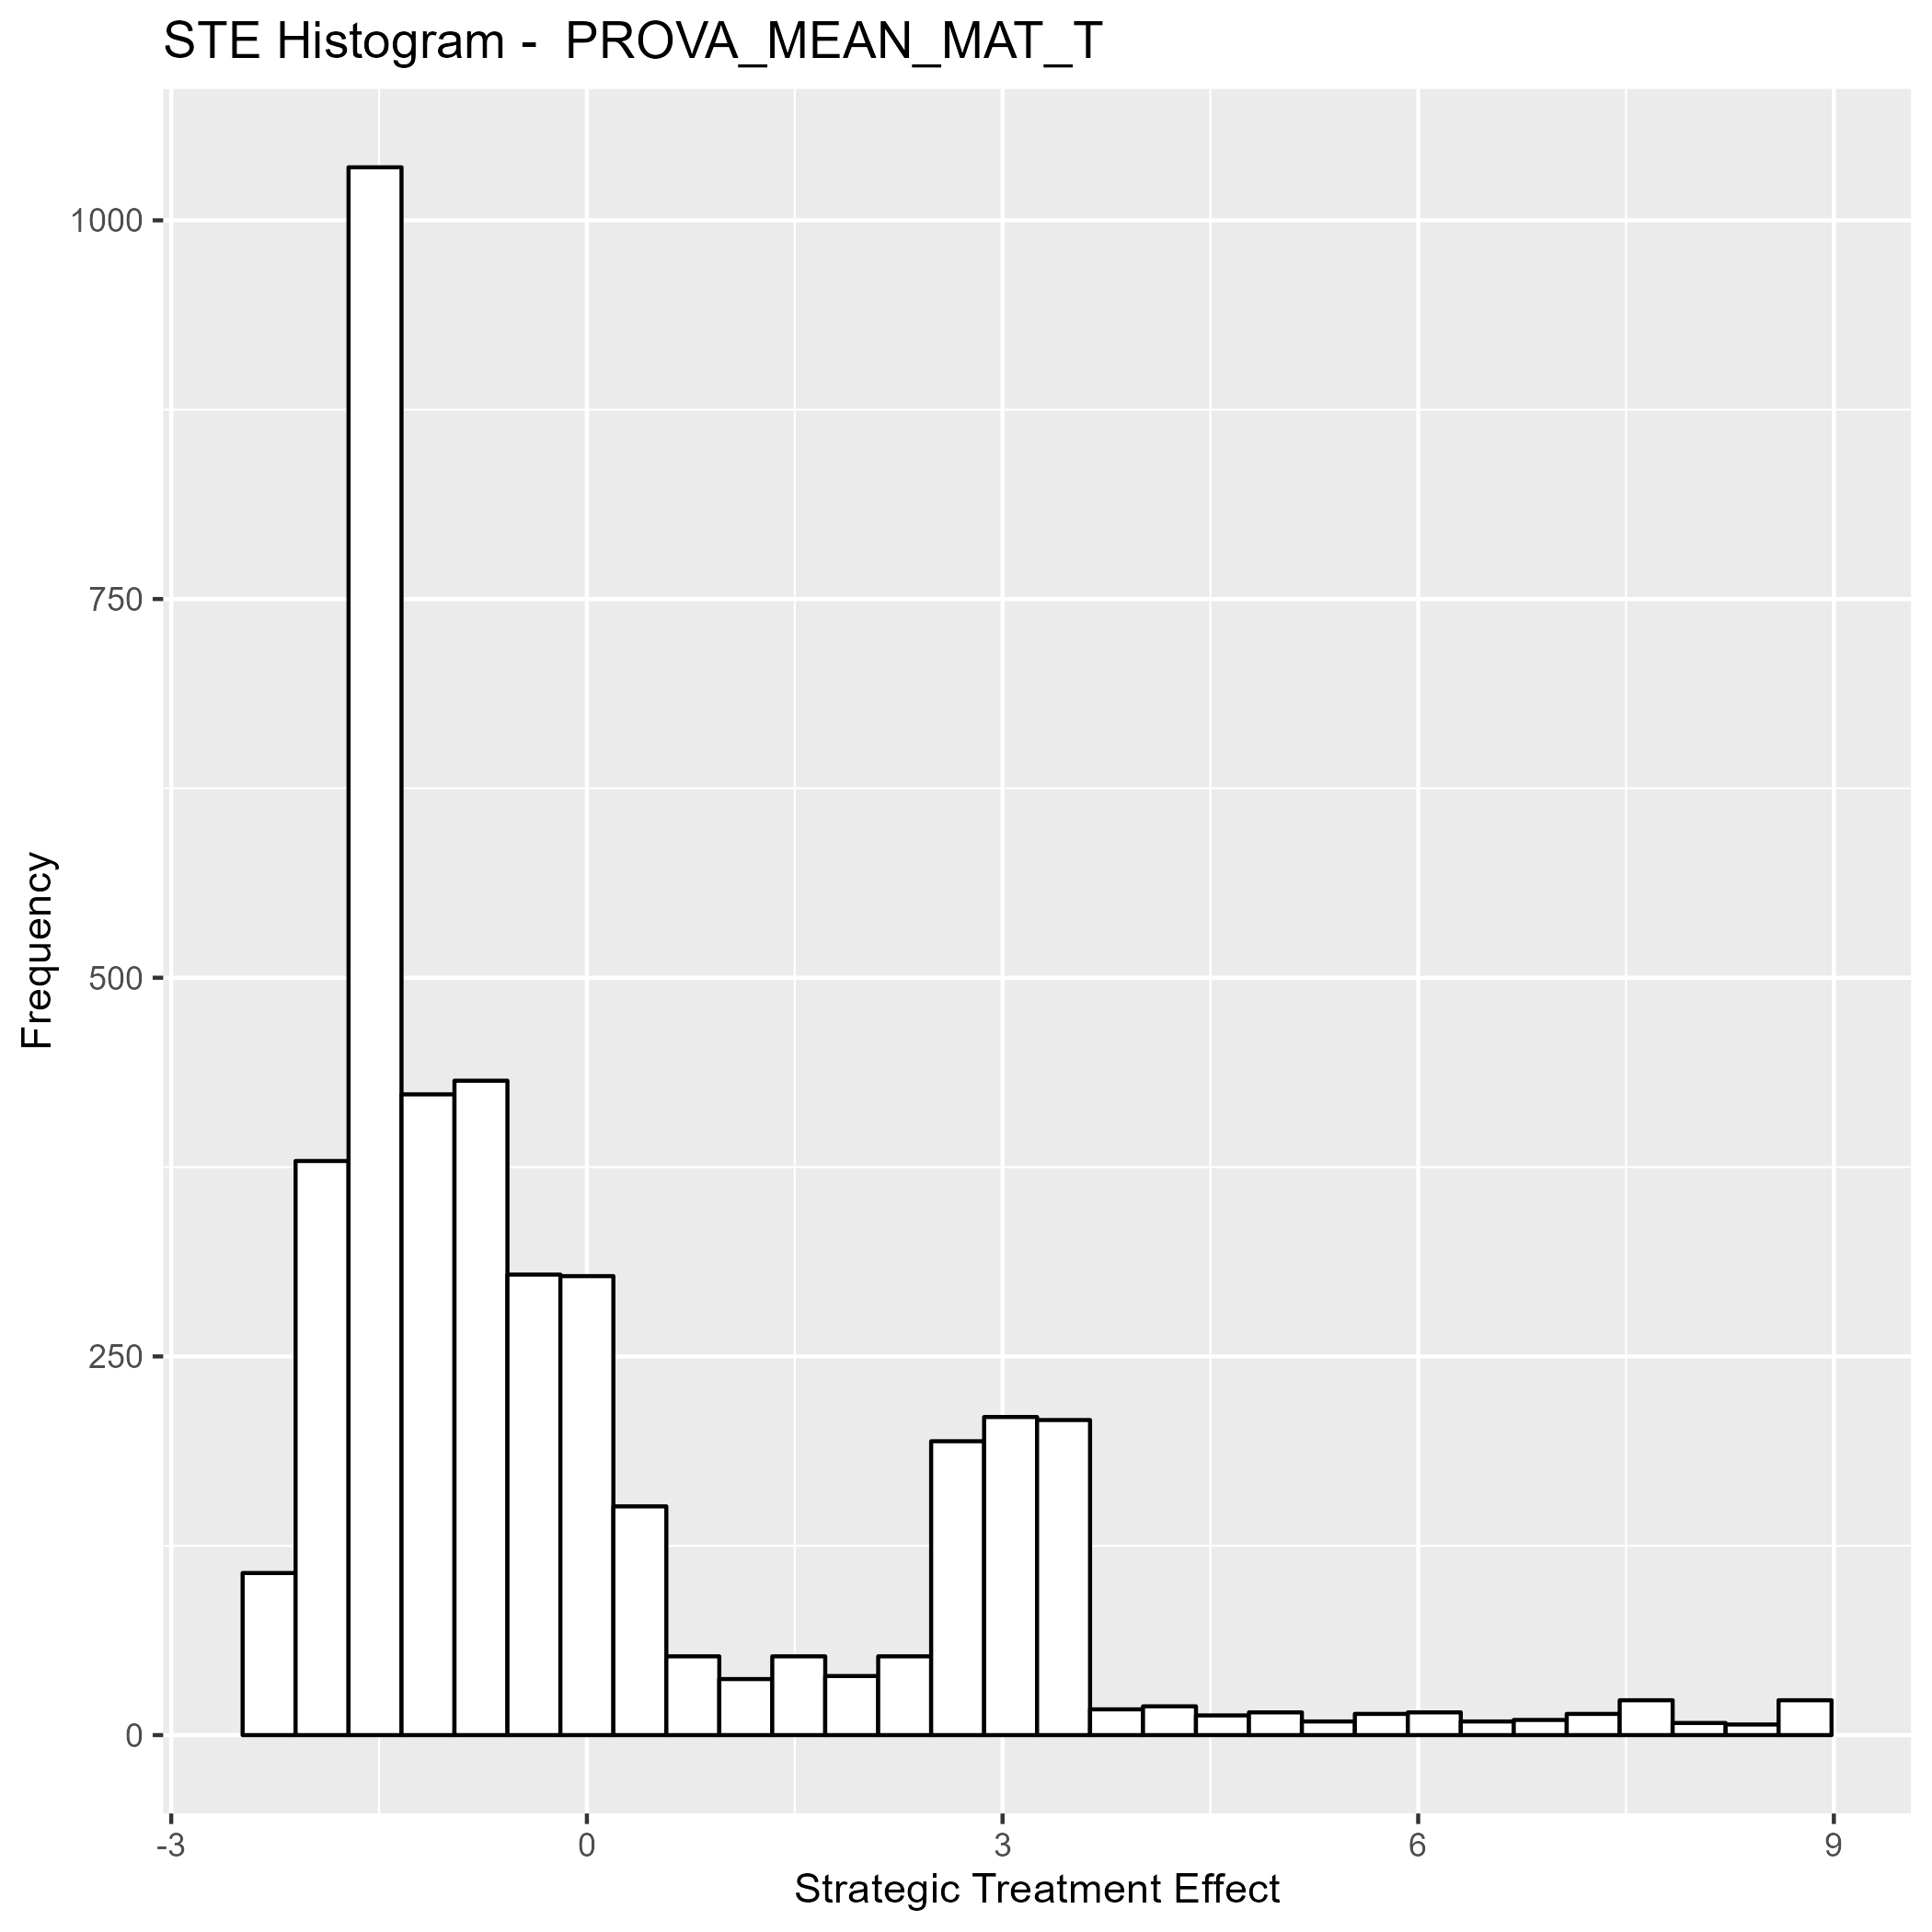 STE Histogram -  PROVA_MEAN_MAT_T
1000
750
500
250
0
Frequency
-3 0 3 6 9
Strategic Treatment Effect